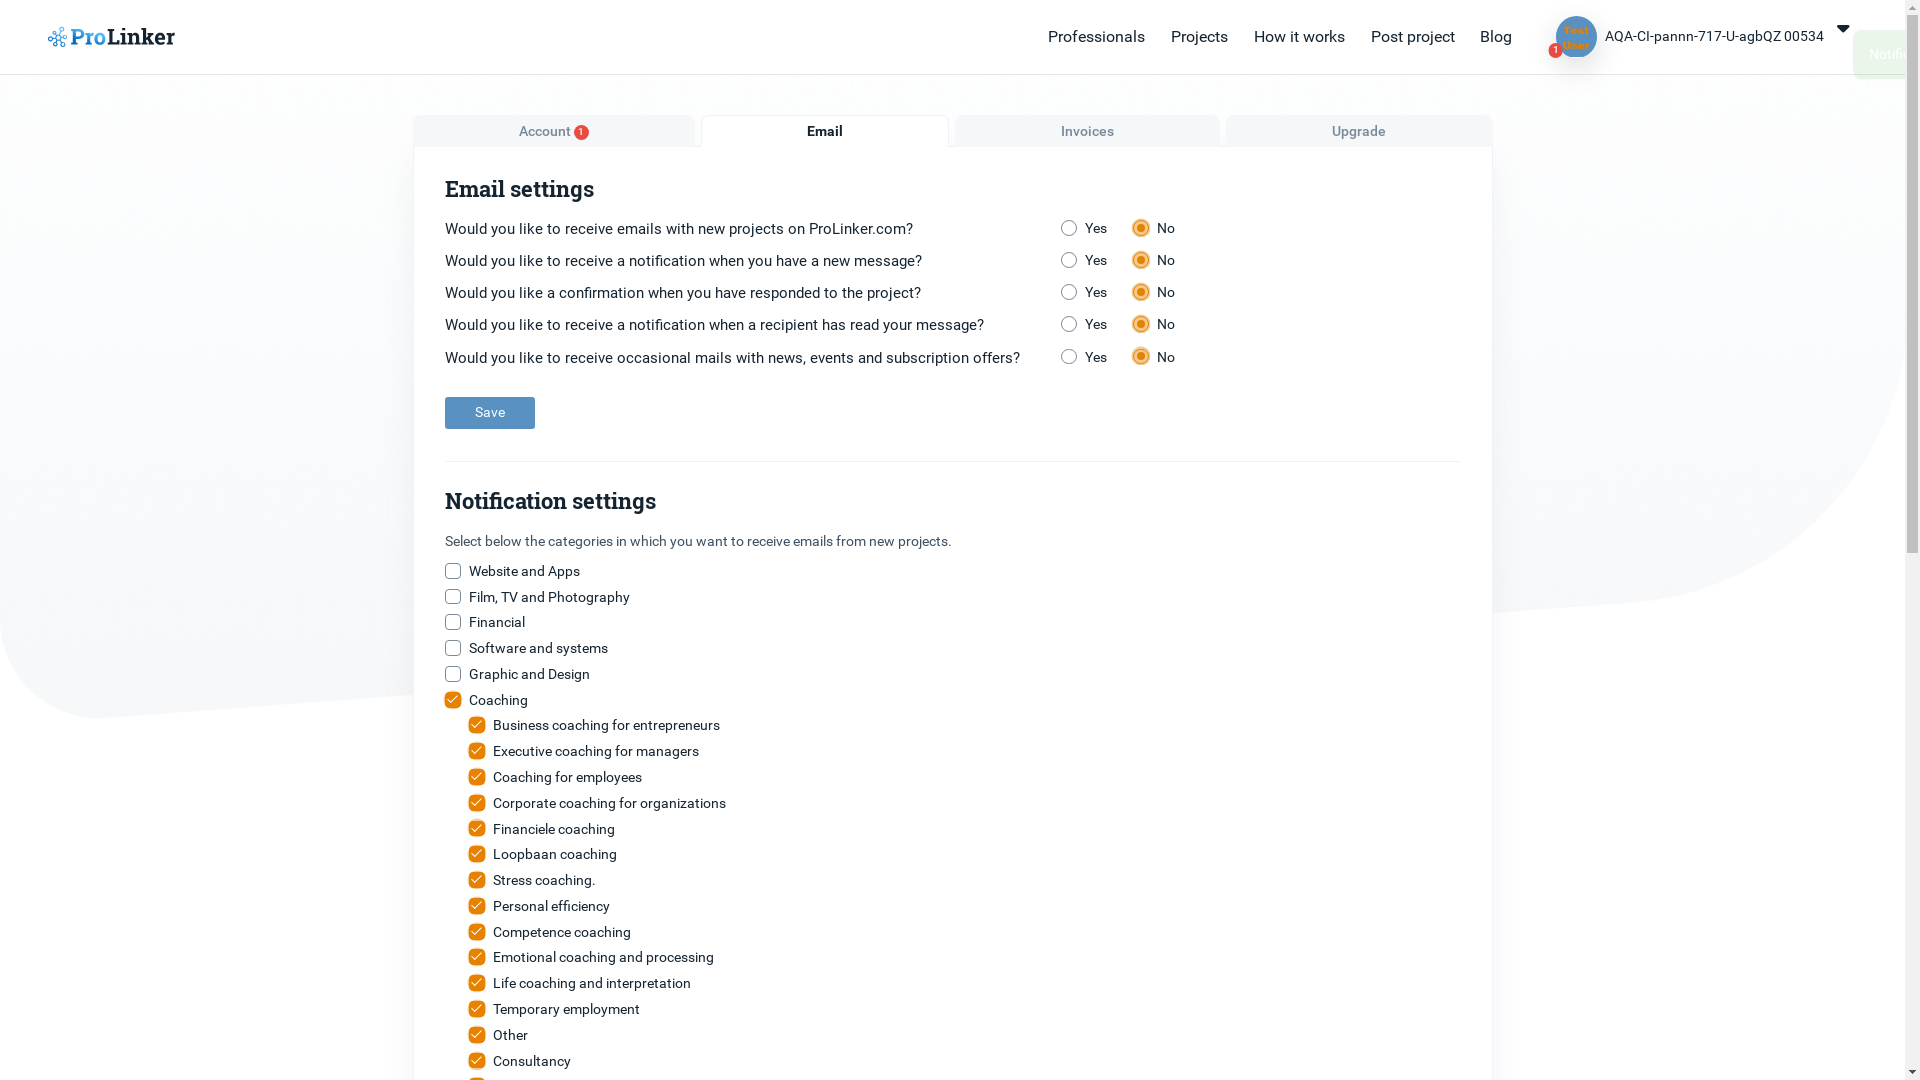 ProLinker
Professionals
Projects
How it works
Post project
Blog
Test
User
1
AQA-CI-pannn-717-U-agbQZ 00534
Account 1
Email
Invoices
Upgrade
Email settings
Would you like to receive emails with new projects on ProLinker.com? Yes No
Would you like to receive a notification when you have a new message? Yes No
Would you like a confirmation when you have responded to the project? Yes No
Would you like to receive a notification when a recipient has read your message? Yes No
Would you like to receive occasional mails with news, events and subscription offers? Yes No
Save
Notification settings
Select below the categories in which you want to receive emails from new projects.
Website and Apps
Film, TV and Photography
Financial
Software and systems
Graphic and Design
Coaching
Business coaching for entrepreneurs
Executive coaching for managers
Coaching for employees
Corporate coaching for organizations
Financiele coaching
Loopbaan coaching
Stress coaching.
Personal efficiency
Competence coaching
Emotional coaching and processing
Life coaching and interpretation
Temporary employment
Other
Consultancy